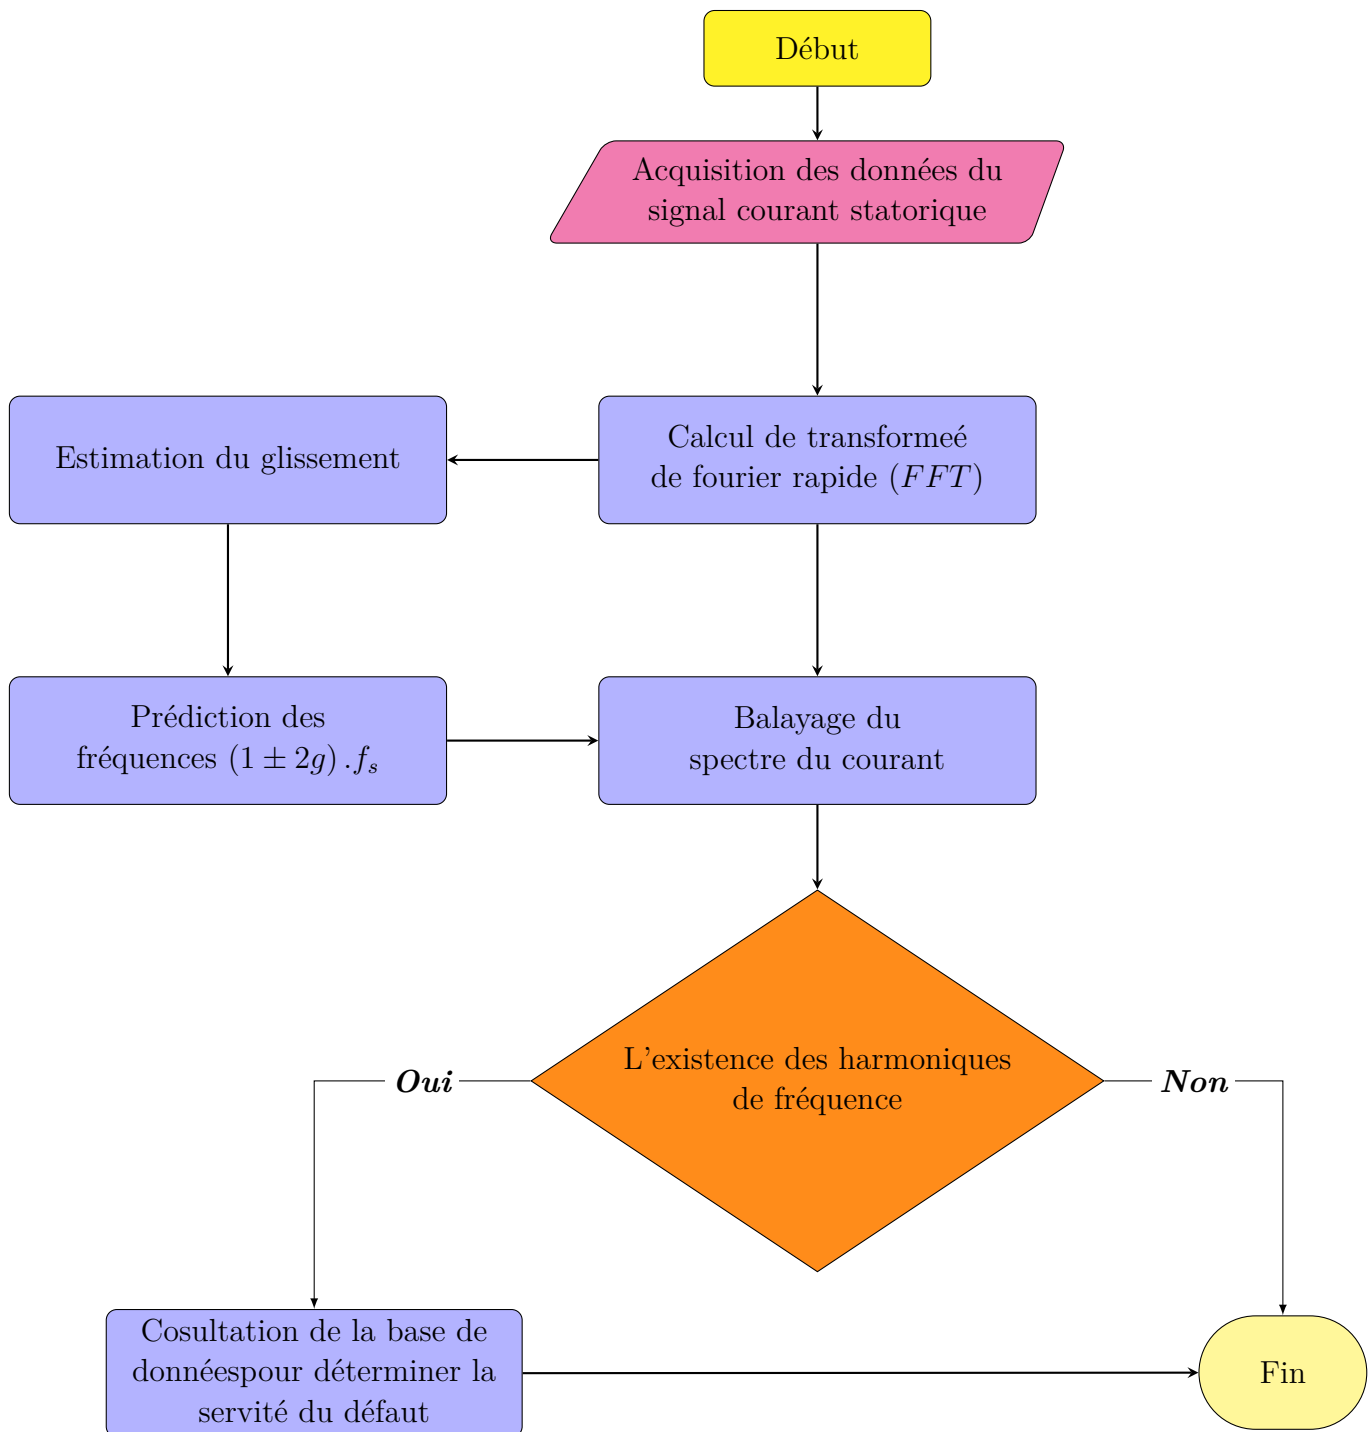 Début
Acquisition des données du
signal courant statorique
Estimation du glissement
Calcul de transformeé
de fourier rapide (FFT)
Prédiction des
fréquences (1 ± 2g) .f_s
Balayage du
spectre du courant
L'existence des harmoniques
de fréquence
Oui
Non
Cosultation de la base de
donnéespour déterminer la
servité du défaut
Fin